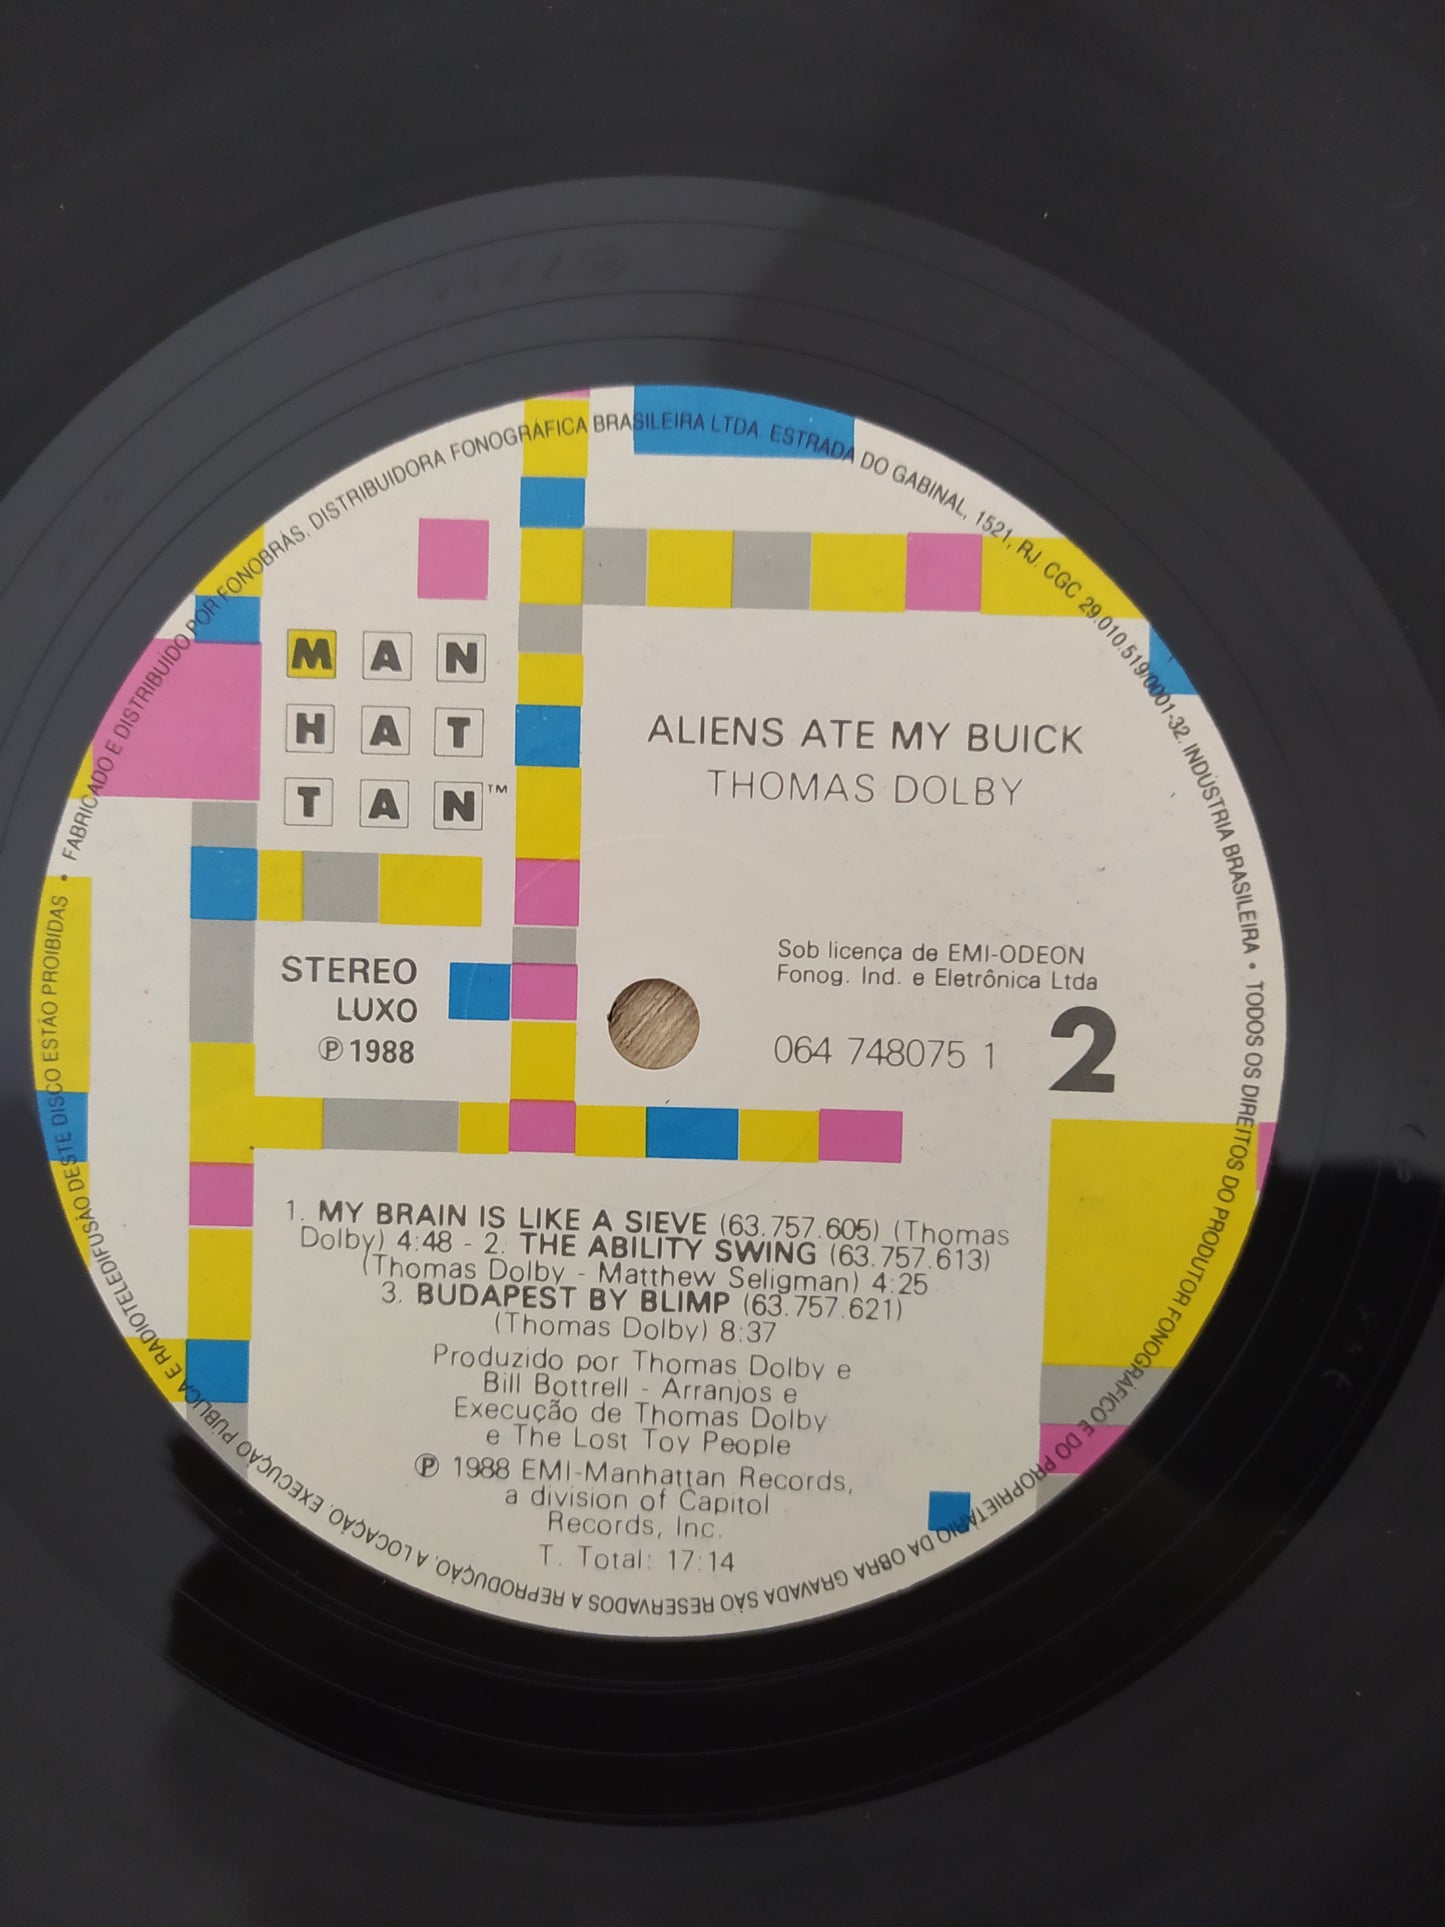 FABRICADO E DISTRIBUÍDO POR FONOBRÁS, DISTRIBUIDORA FONOGRÁFICA BRASILEIRA LTDA. ESTRADA DO GABINAL, 1521, RJ. CGC 29.010.519/0001-32. INDÚSTRIA BRASILEIRA • TODOS OS DIREITOS DO PRODUTOR FONOGRÁFICO E DO PROPRIETÁRIO DA OBRA GRAVADA SÃO RESERVADOS A REPRODUÇÃO, A LOCAÇÃO, EXECUÇÃO PÚBLICA E RADIOTELEDIFUSÃO DESTE DISCO ESTÃO PROIBIDAS •
MAN
HAT
TAN™
ALIENS ATE MY BUICK
THOMAS DOLBY
STEREO
LUXO
℗ 1988
Sob licença de EMI-ODEON
Fonog. Ind. e Eletrônica Ltda
064 748075 1
2
1. MY BRAIN IS LIKE A SIEVE (63.757.605) (Thomas
Dolby) 4:48 - 2. THE ABILITY SWING (63.757.613)
(Thomas Dolby - Matthew Seligman) 4:25
3. BUDAPEST BY BLIMP (63.757.621)
(Thomas Dolby) 8:37
Produzido por Thomas Dolby e
Bill Bottrell - Arranjos e
Execução de Thomas Dolby
e The Lost Toy People
℗ 1988 EMI-Manhattan Records,
a division of Capitol
Records, Inc.
T. Total: 17:14